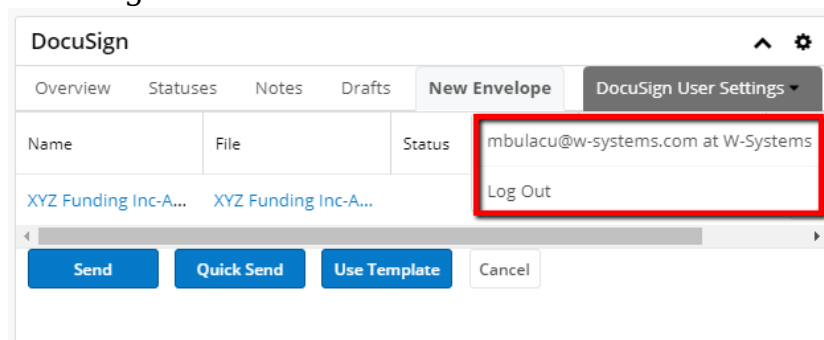 DocuSign
Overview Statuses Notes Drafts New Envelope DocuSign User Settings
Name File Status mbulacu@w-systems.com at W-Systems
XYZ Funding Inc-A... XYZ Funding Inc-A... Log Out
Send Quick Send Use Template Cancel